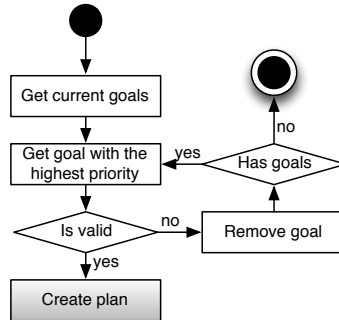 Get current goals
Get goal with the
highest priority
yes
Has goals
no
Is valid
no
Remove goal
yes
Create plan